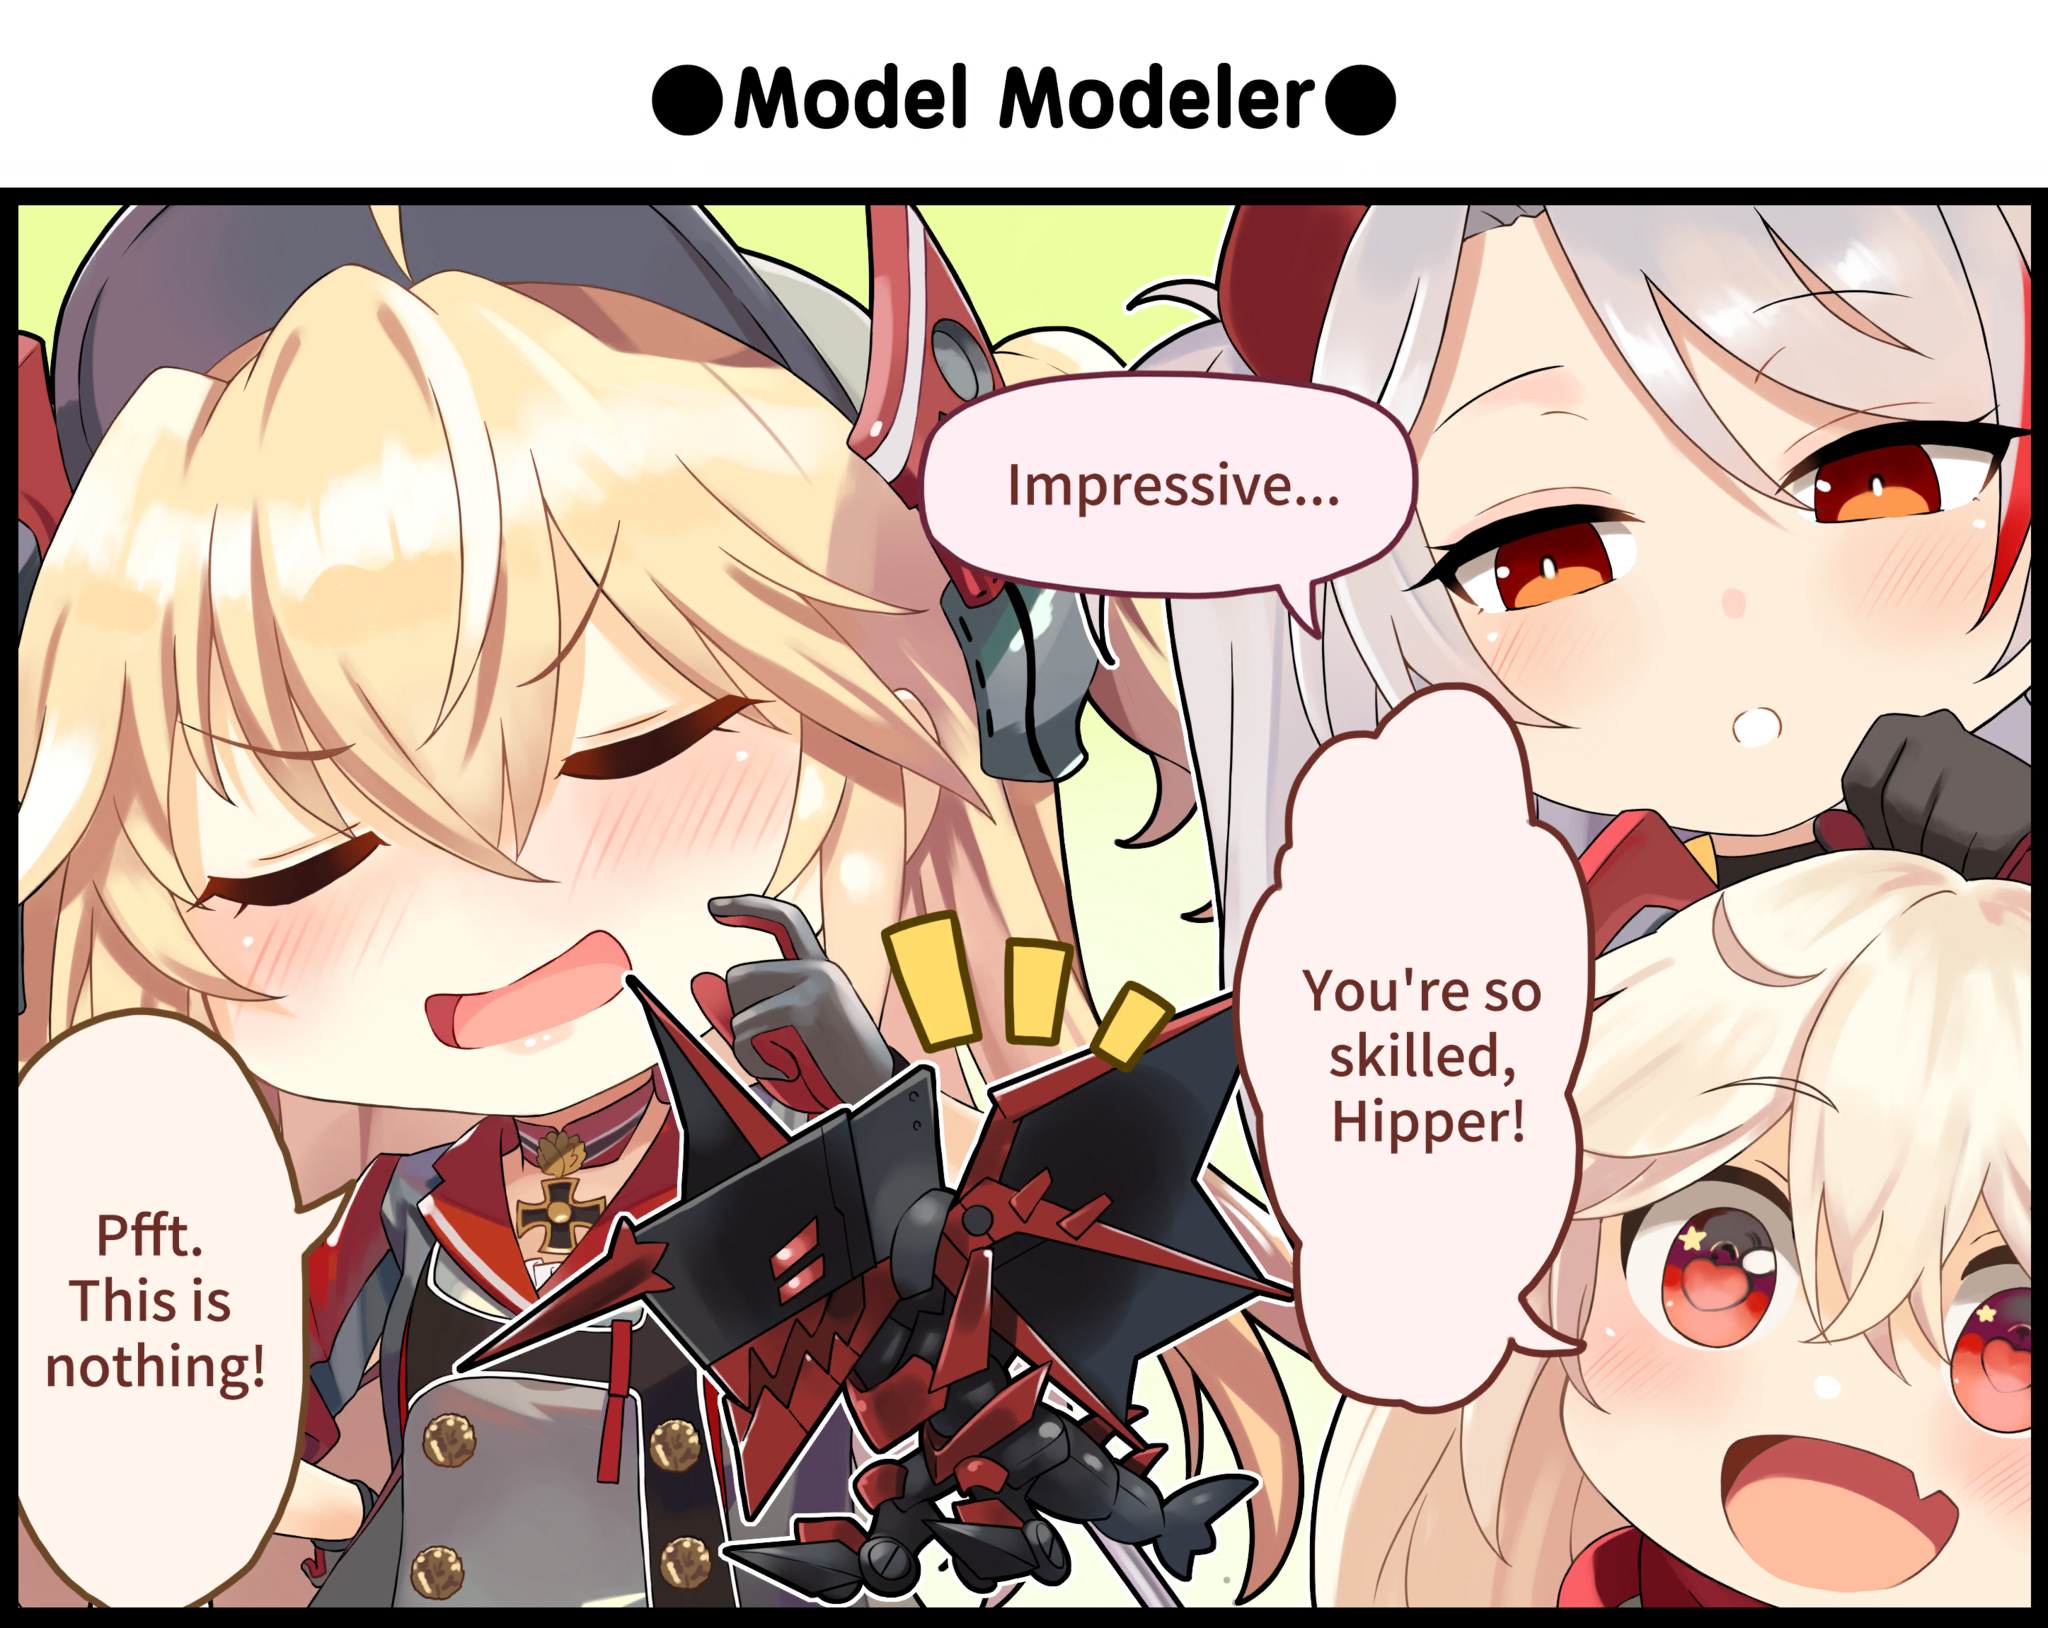 ●Model Modeler●
Impressive...
You're so
skilled,
Hipper!
Pfft.
This is
nothing!